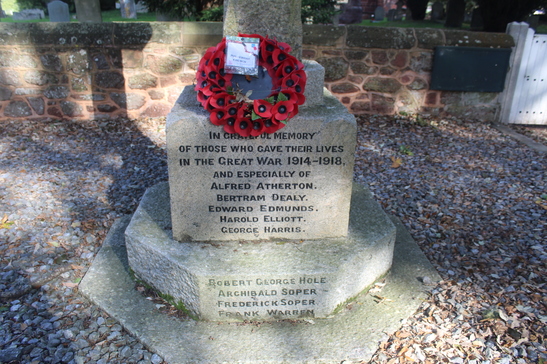 IN GRATEFUL MEMORY
OF THOSE WHO GAVE THEIR LIVES
IN THE GREAT WAR 1914-1918.
AND ESPECIALLY OF
ALFRED ATHERTON.
BERTRAM DEALY.
EDWARD EDMUNDS.
HAROLD ELLIOTT.
GEORGE HARRIS.
ROBERT GEORGE HOLE
ARCHIBALD SOPER
FREDERICK SOPER
FRANK WARREN